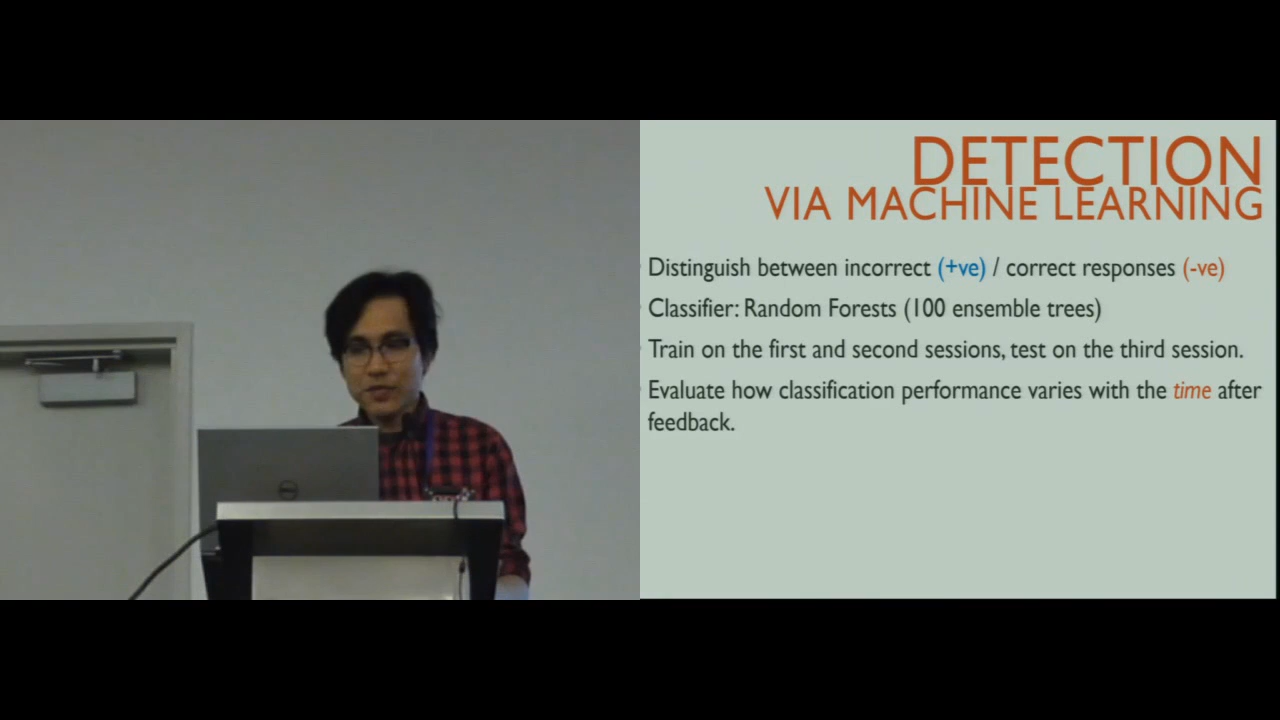 DETECTION
VIA MACHINE LEARNING
Distinguish between incorrect (+ve) / correct responses (-ve)
Classifier: Random Forests (100 ensemble trees)
Train on the first and second sessions, test on the third session.
Evaluate how classification performance varies with the time after
feedback.
DELL